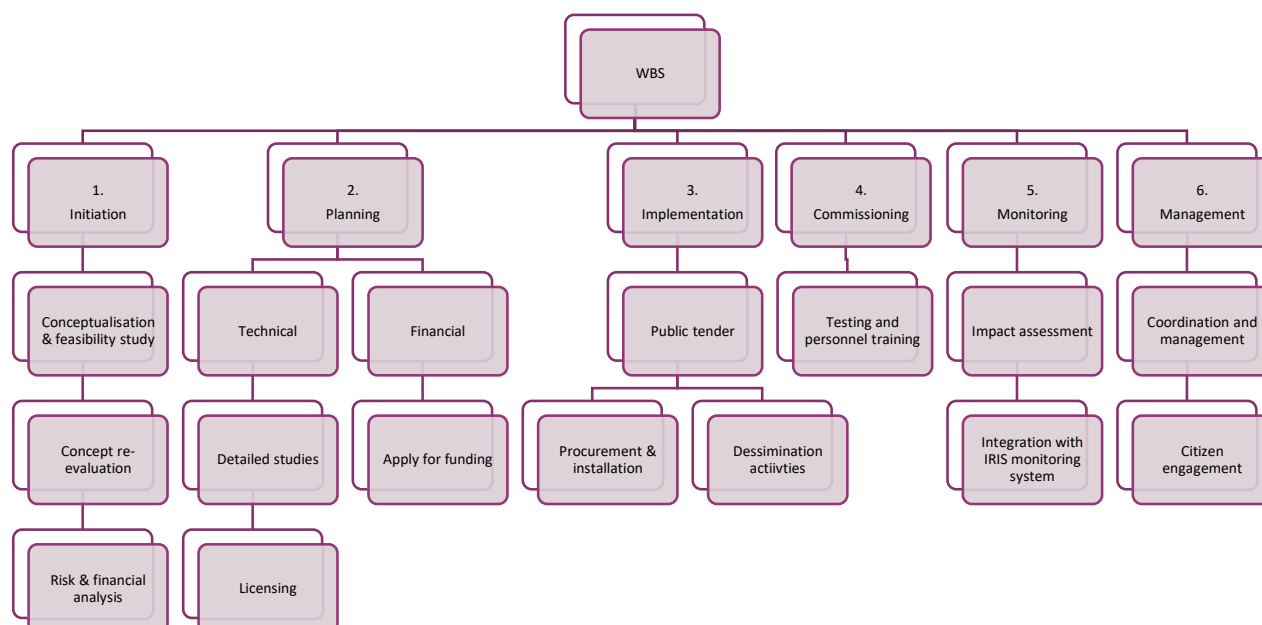 WBS
1.
Initiation
2.
Planning
3.
Implementation
4.
Commissioning
5.
Monitoring
6.
Management
Conceptualisation
& feasibility study
Technical
Financial
Public tender
Testing and
personnel training
Impact assessment
Coordination and
management
Concept re-
evaluation
Detailed studies
Apply for funding
Procurement &
installation
Dessimination
actiivties
Integration with
IRIS monitoring
system
Citizen
engagement
Risk & financial
analysis
Licensing